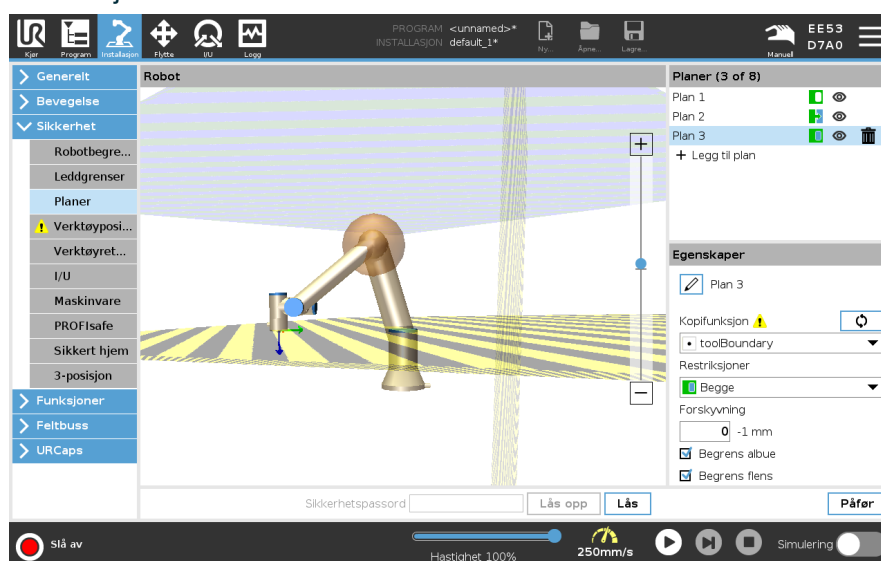 PROGRAM <unnamed>*
INSTALLASJON default_1*
Kjør
Program
Installasjon
Flytte
I/U
Logg
Ny...
Åpne...
Lagre...
Manuell
EE53
D7A0
Generelt
Bevegelse
Sikkerhet
Robotbegre...
Leddgrenser
Planer
Verktøyposi...
Verktøyret...
I/U
Maskinvare
PROFIsafe
Sikkert hjem
3-posisjon
Funksjoner
Feltbuss
URCaps
Robot
Planer (3 of 8)
Plan 1
Plan 2
Plan 3
+ Legg til plan
Egenskaper
Plan 3
Kopifunksjon
toolBoundary
Restriksjoner
Begge
Forskyvning
0 -1 mm
Begrens albue
Begrens flens
Sikkerhetspassord
Lås opp
Lås
Påfør
Slå av
Hastighet 100%
250mm/s
Simulering